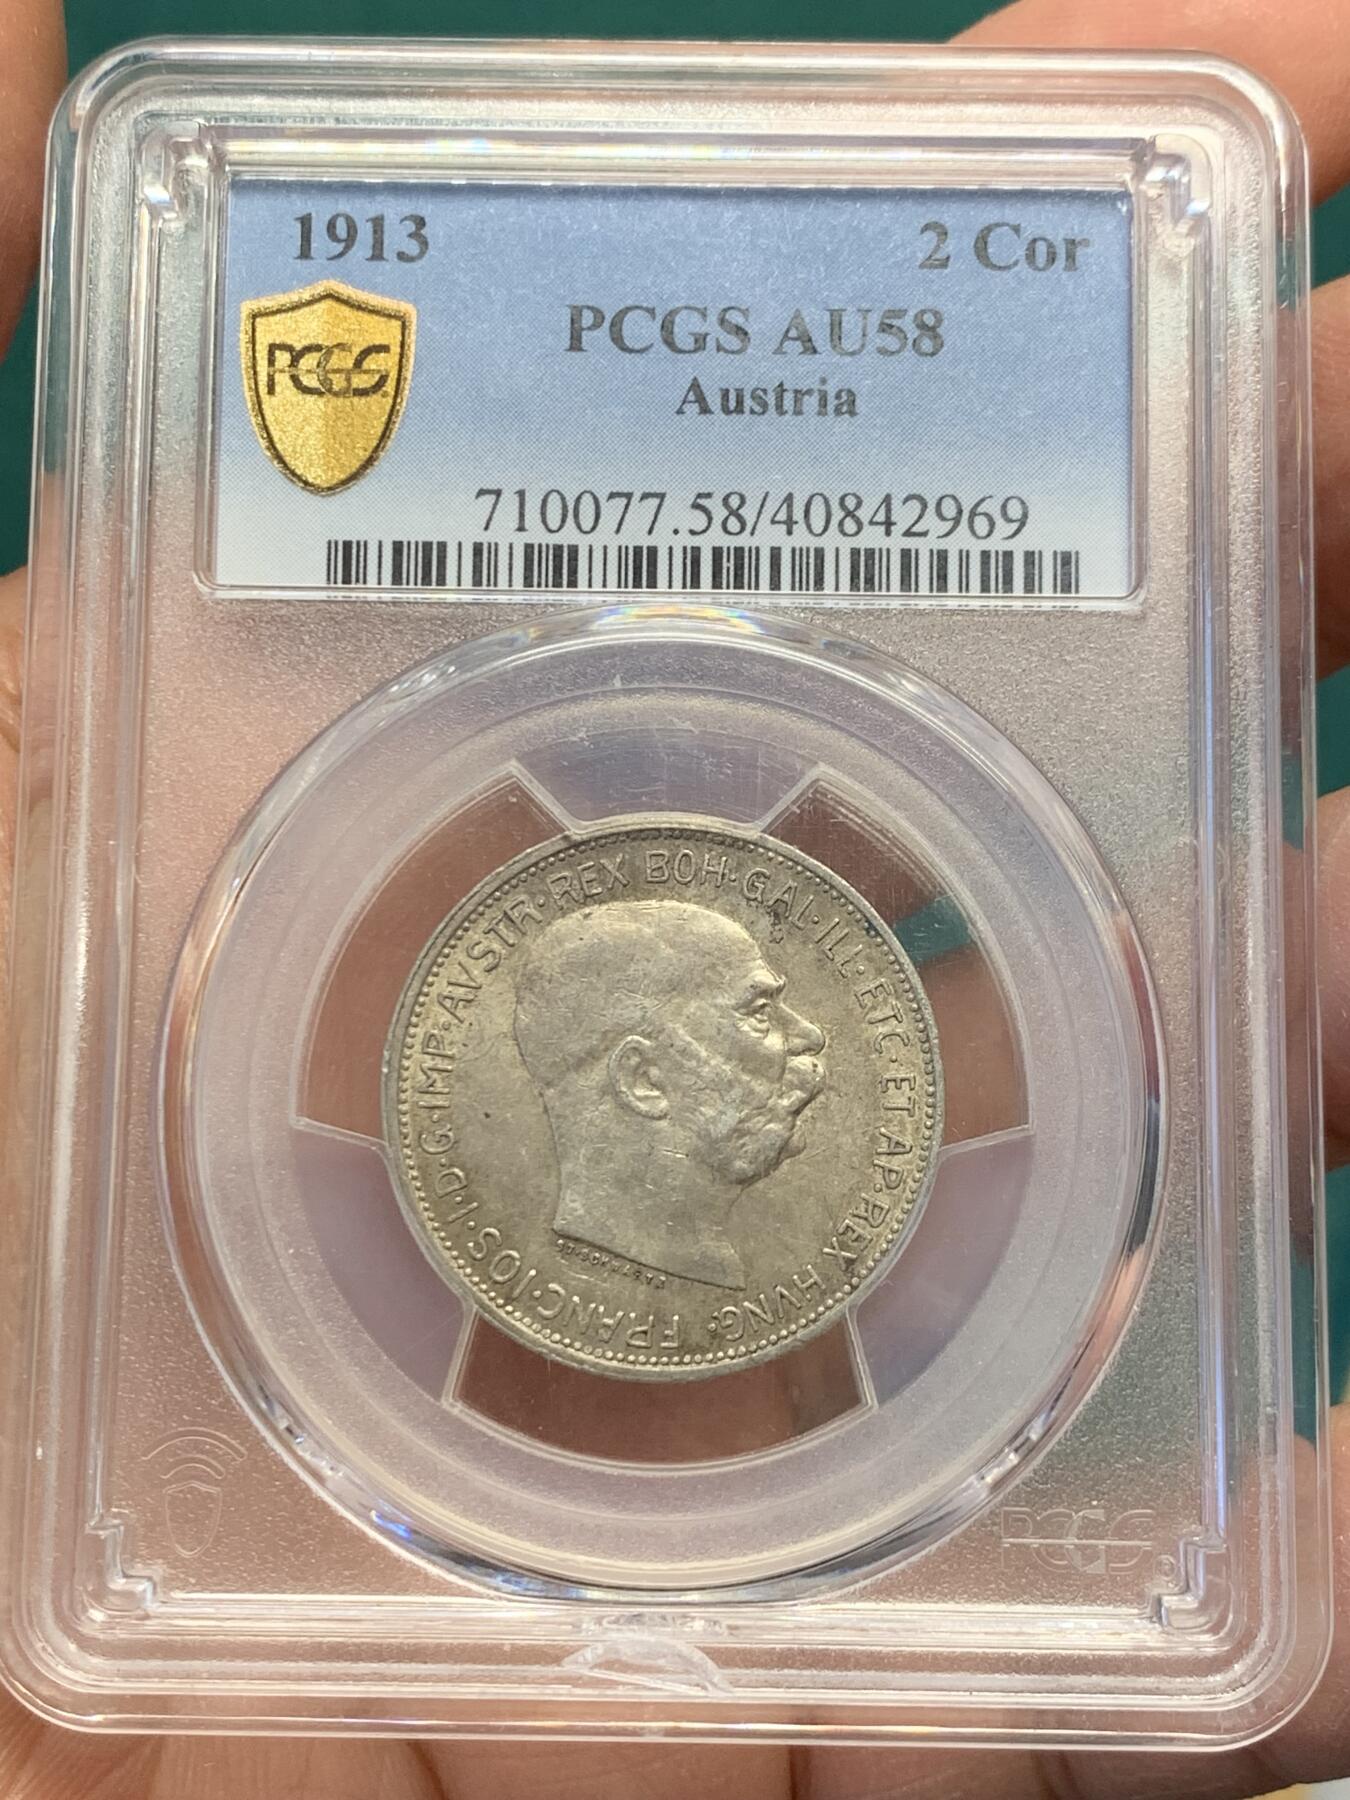 1913
2 Cor
PCGS
PCGS AU58
Austria
710077.58/40842969
FRANC·IOS·I·D·G·IMP·AVSTR·REX BOH·GAL·ILL·ETC·ET AP·REX HVNG.
PCGS